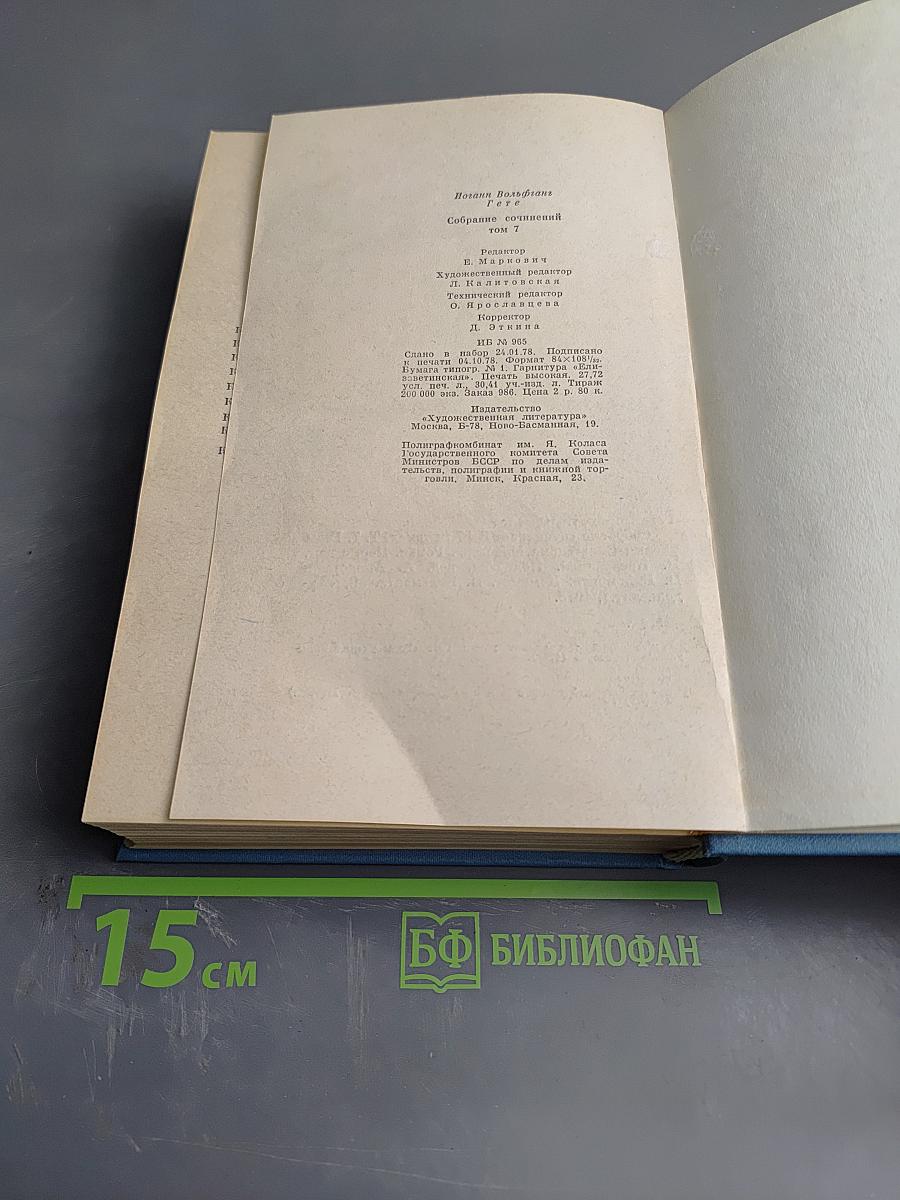 Иоганн Вольфганг
Гете
Собрание сочинений
том 7
Редактор
Е. Маркович
Художественный редактор
Л. Калитовская
Технический редактор
О. Ярославцева
Корректор
Д. Эткина
ИБ № 965
Сдано в набор 24.01.78. Подписано
к печати 04.10.78. Формат 84×108¹/₃₂.
Бумага типогр. № 1. Гарнитура «Ели-
заветинская». Печать высокая. 27,72
усл. печ. л., 30,41 уч.-изд. л. Тираж
200 000 экз. Заказ 986. Цена 2 р. 80 к.
Издательство
«Художественная литература»
Москва, Б-78, Ново-Басманная, 19.
Полиграфкомбинат им. Я. Коласа
Государственного комитета Совета
Министров БССР по делам изда-
тельств, полиграфии и книжной тор-
говли. Минск, Красная, 23.
15 см
БФ БИБЛИОФАН